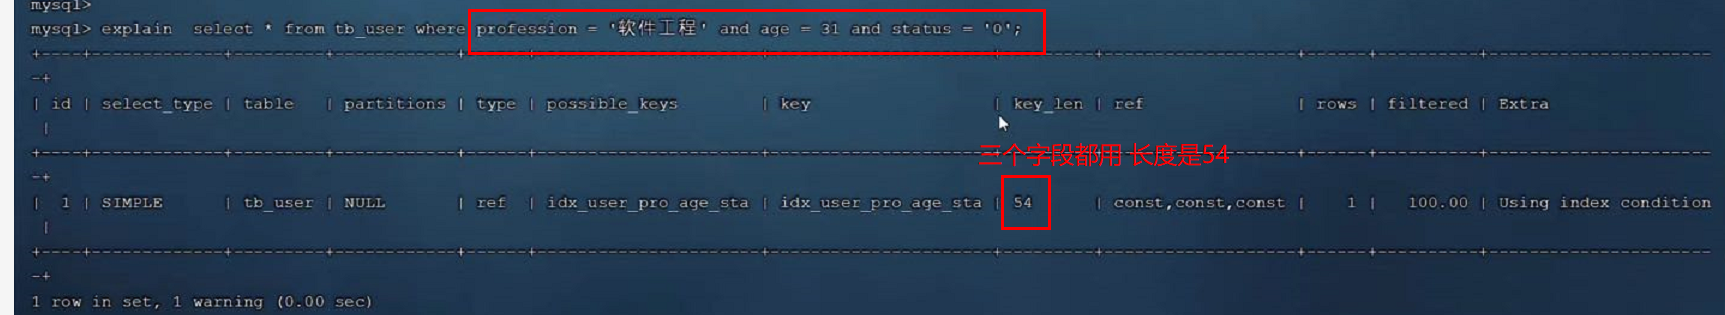 mysql>
mysql> explain  select * from tb_user where profession = '软件工程' and age = 31 and status = '0';
+----+-------------+---------+------------+------+----------------------+----------------------+---------+-------------------+------+----------+-----------------------
-+
| id | select_type | table   | partitions | type | possible_keys        | key                  | key_len | ref               | rows | filtered | Extra
 |
三个字段都用 长度是54
+----+-------------+---------+------------+------+----------------------+----------------------+---------+-------------------+------+----------+-----------------------
-+
|  1 | SIMPLE      | tb_user | NULL       | ref  | idx_user_pro_age_sta | idx_user_pro_age_sta | 54      | const,const,const |    1 |   100.00 | Using index condition
 |
+----+-------------+---------+------------+------+----------------------+----------------------+---------+-------------------+------+----------+-----------------------
-+
1 row in set, 1 warning (0.00 sec)